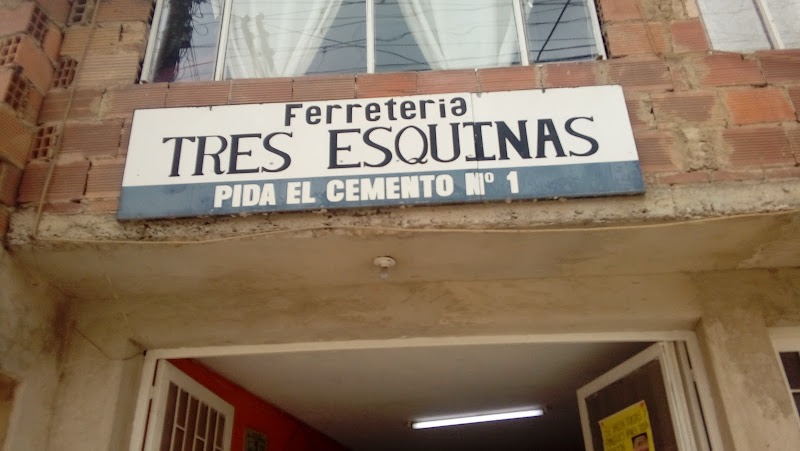 Ferreteria
TRES ESQUINAS
PIDA EL CEMENTO Nº 1